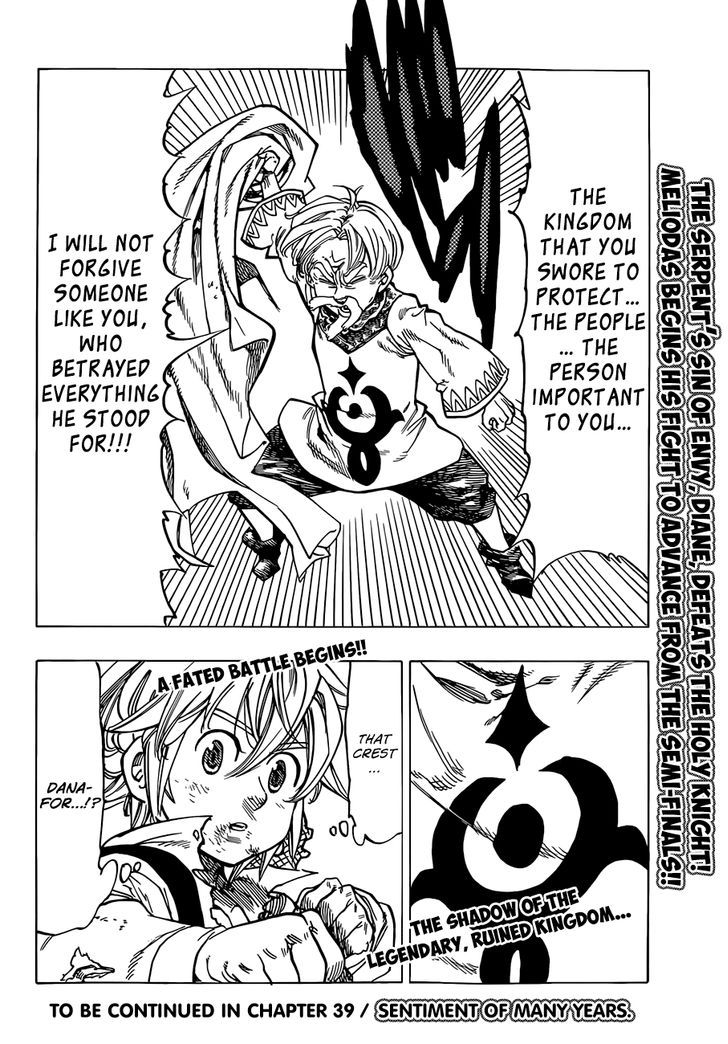 THE
KINGDOM
THAT YOU
SWORE TO
PROTECT...
THE PEOPLE
... THE
PERSON
IMPORTANT
TO YOU...
I WILL NOT
FORGIVE
SOMEONE
LIKE YOU,
WHO
BETRAYED
EVERYTHING
HE STOOD
FOR!!!
THE SERPENT'S SIN OF ENVY, DIANE, DEFEATS THE HOLY KNIGHT!
MELIODAS BEGINS HIS FIGHT TO ADVANCE FROM THE SEM-FINALS!!
THE SHADOW OF THE
LEGENDARY, RUINED KINGDOM...
A FATED BATTLE BEGINS!!
THAT
CREST
...
DANA-
FOR...!?
TO BE CONTINUED IN CHAPTER 39 / SENTIMENT OF MANY YEARS.